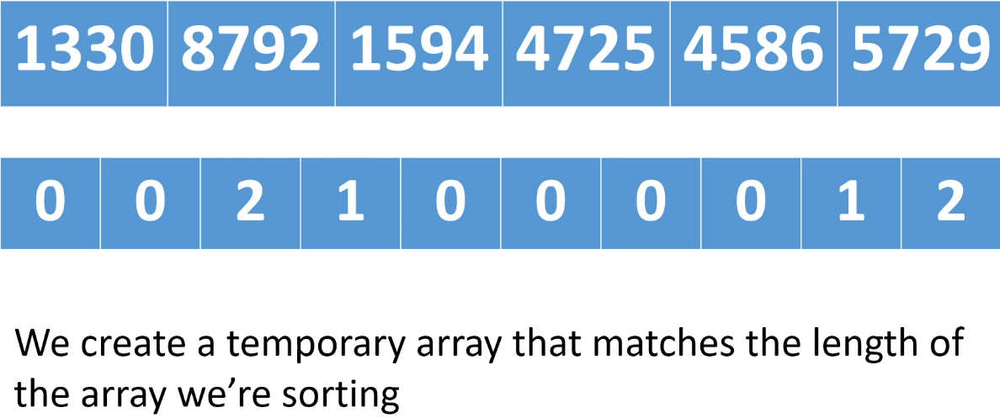 1330 8792 1594 4725 4586 5729
0 0 2 1 0 0 0 0 1 2
We create a temporary array that matches the length of
the array we’re sorting